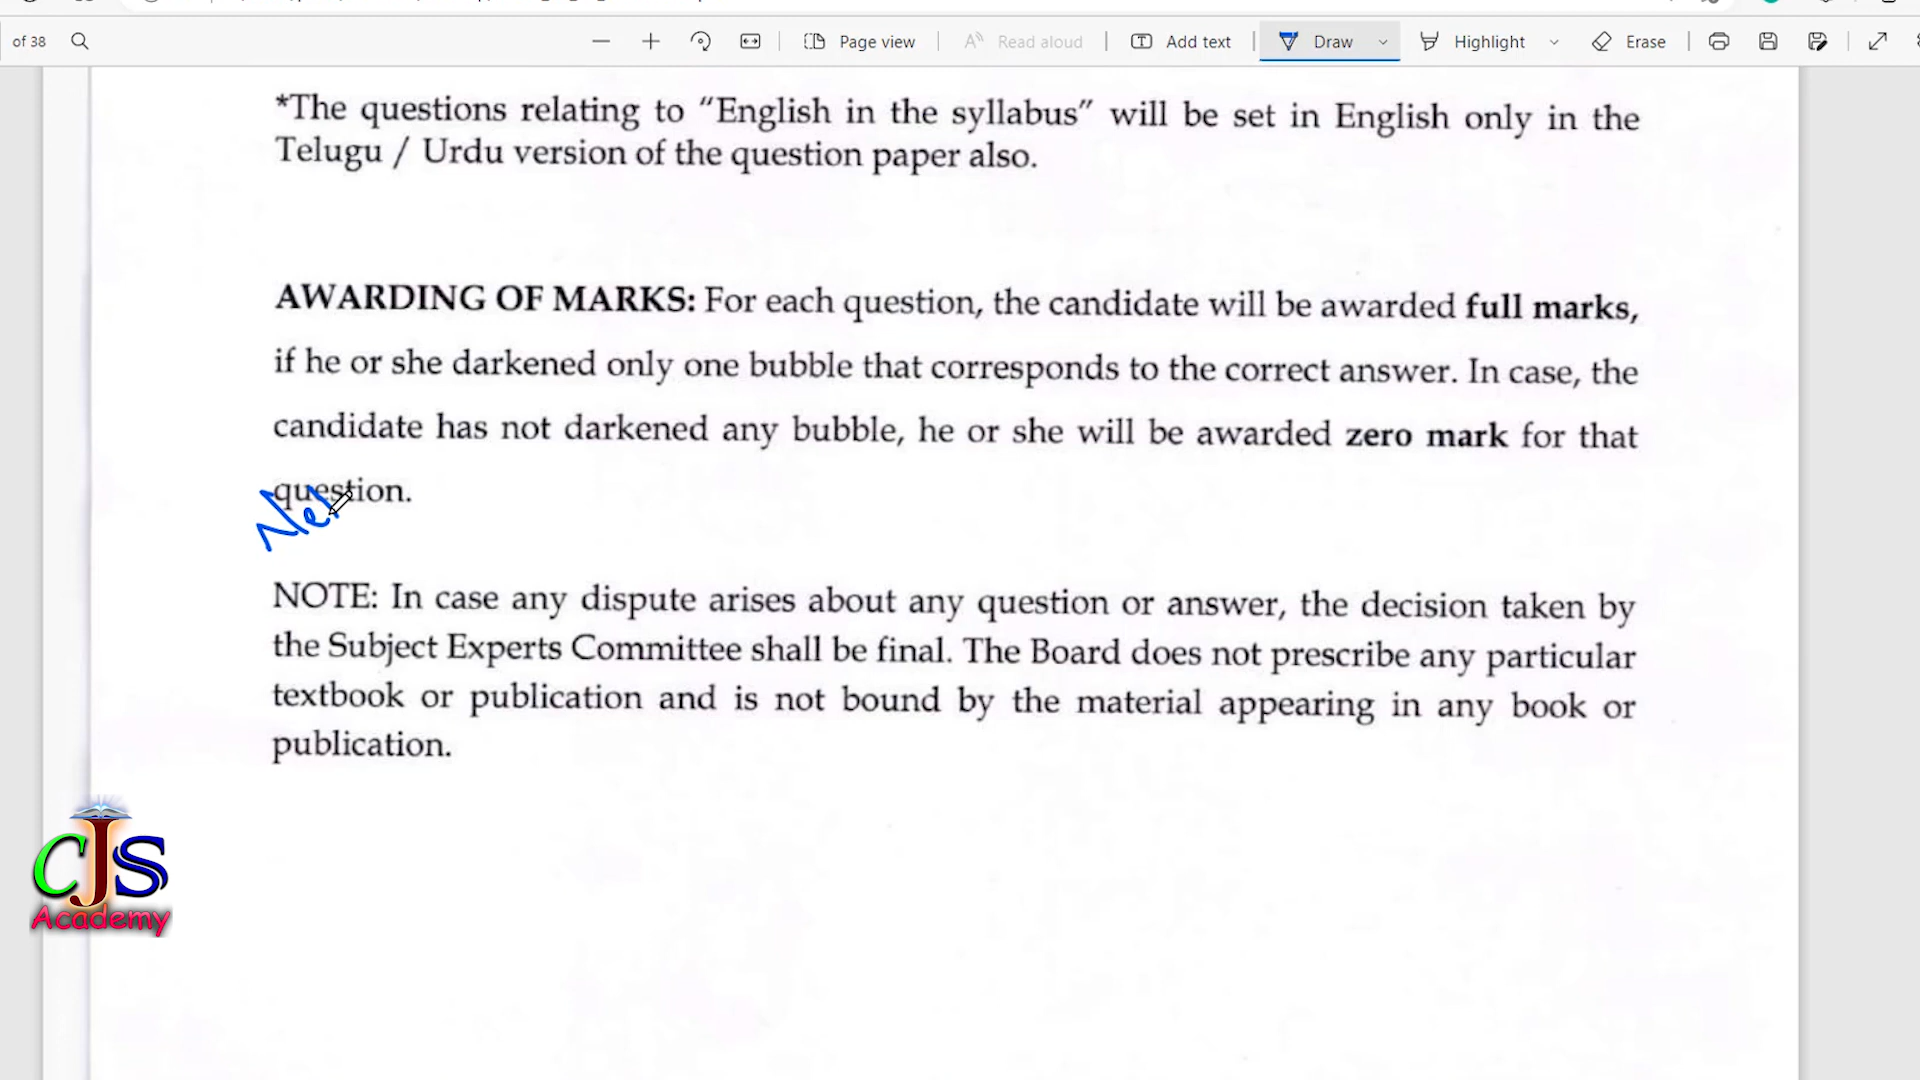 of 38
Page view
Read aloud
Add text
Draw
Highlight
Erase
*The questions relating to “English in the syllabus” will be set in English only in the
Telugu / Urdu version of the question paper also.
AWARDING OF MARKS: For each question, the candidate will be awarded full marks,
if he or she darkened only one bubble that corresponds to the correct answer. In case, the
candidate has not darkened any bubble, he or she will be awarded zero mark for that
question.
NOTE: In case any dispute arises about any question or answer, the decision taken by
the Subject Experts Committee shall be final. The Board does not prescribe any particular
textbook or publication and is not bound by the material appearing in any book or
publication.
CJS
Academy